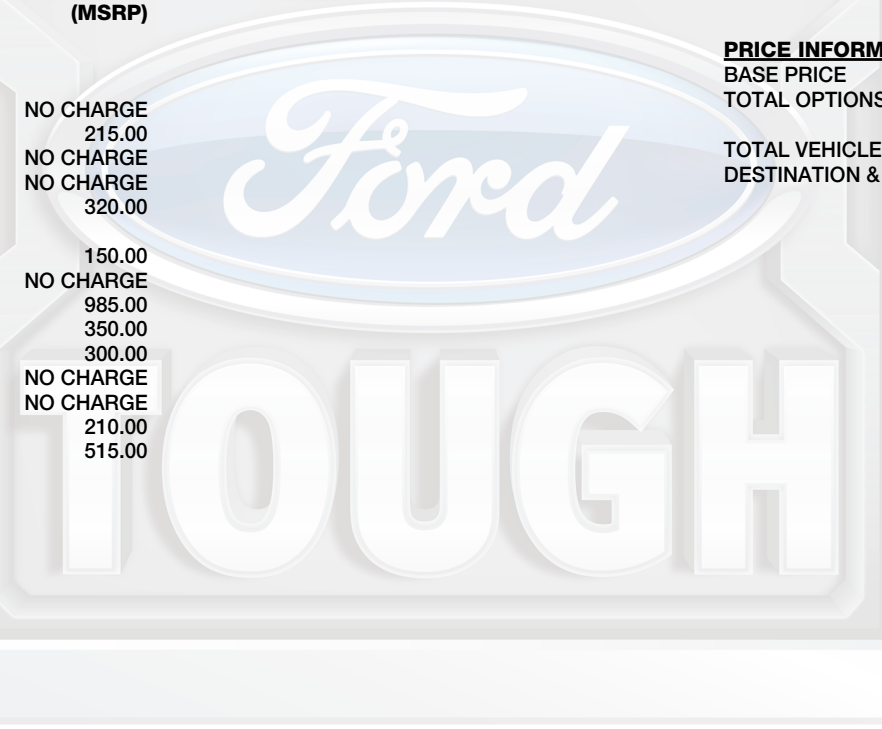 (MSRP)
NO CHARGE
215.00
NO CHARGE
NO CHARGE
320.00
150.00
NO CHARGE
985.00
350.00
300.00
NO CHARGE
NO CHARGE
210.00
515.00
PRICE INFORM
BASE PRICE
TOTAL OPTIONS
TOTAL VEHICLE
DESTINATION &
Ford
TOUGH